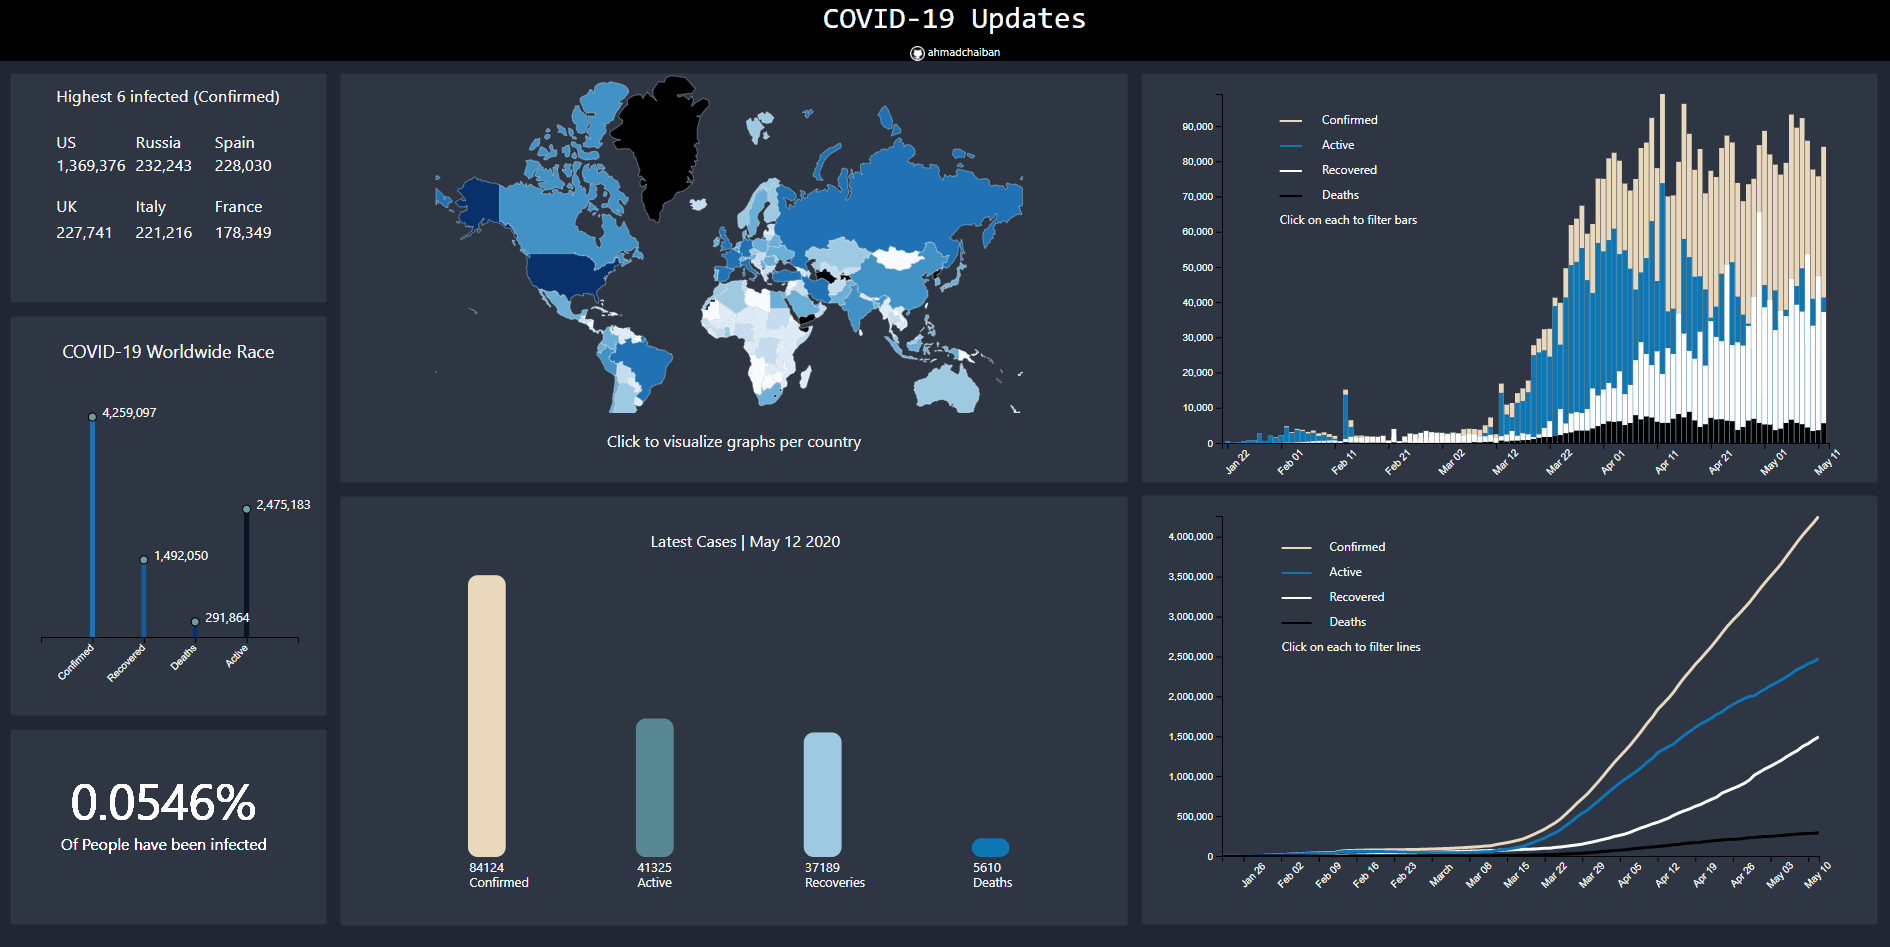 COVID-19 Updates
ahmadchaiban
Highest 6 infected (Confirmed)
US Russia Spain
1,369,376 232,243 228,030
UK Italy France
227,741 221,216 178,349
COVID-19 Worldwide Race
4,259,097
2,475,183
1,492,050
291,864
Confirmed Recovered Deaths Active
0.0546%
Of People have been infected
Click to visualize graphs per country
Latest Cases | May 12 2020
84124 41325 37189 5610
Confirmed Active Recoveries Deaths
Confirmed
Active
Recovered
Deaths
Click on each to filter bars
90,000
80,000
70,000
60,000
50,000
40,000
30,000
20,000
10,000
0
Jan 22 Feb 01 Feb 11 Feb 21 Mar 02 Mar 12 Mar 22 Apr 01 Apr 11 Apr 21 May 01 May 11
Confirmed
Active
Recovered
Deaths
Click on each to filter lines
4,000,000
3,500,000
3,000,000
2,500,000
2,000,000
1,500,000
1,000,000
500,000
0
Jan 26 Feb 02 Feb 09 Feb 16 Feb 23 March Mar 08 Mar 15 Mar 22 Mar 29 Apr 05 Apr 12 Apr 19 Apr 26 May 03 May 10